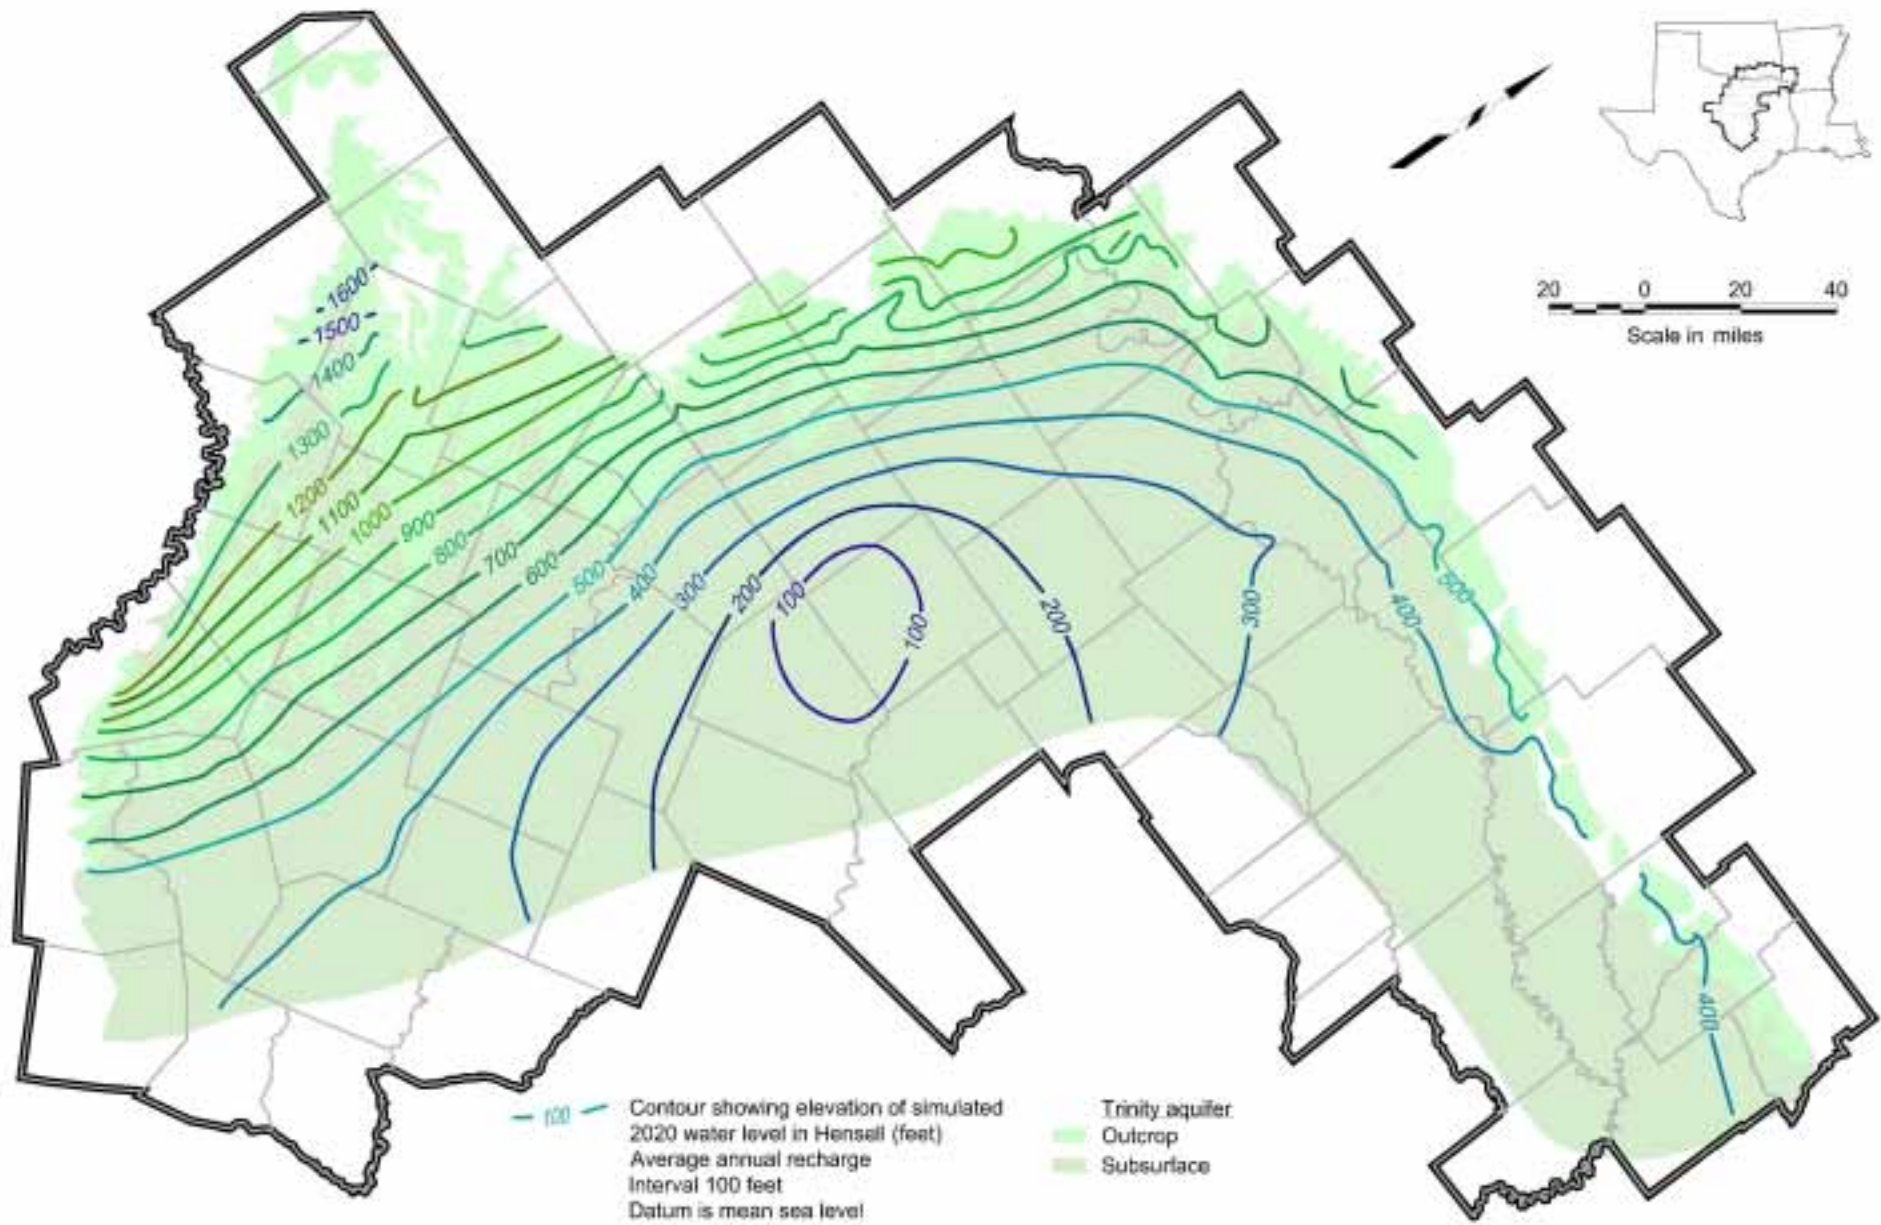 20 0 20 40
Scale in miles
1600
1500
1400
1300
1200
1100
1000
900
800
700
600
500
400
300
200
100
100
200
300
400
500
400
100
Contour showing elevation of simulated
2020 water level in Hensell (feet)
Average annual recharge
Interval 100 feet
Datum is mean sea level
Trinity aquifer
Outcrop
Subsurface